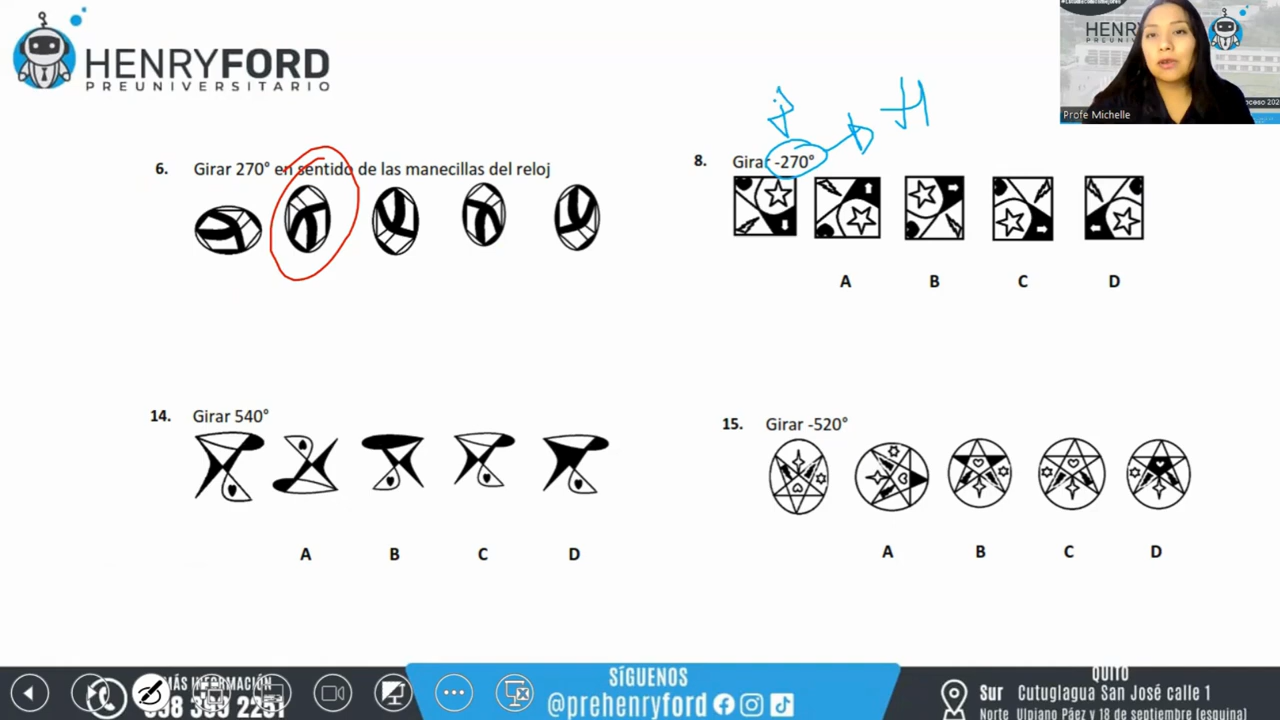 HENRYFORD
PREUNIVERSITARIO
HENRY
Profe Michelle
H
6. Girar 270° en sentido de las manecillas del reloj
8. Girar -270°
A B C D
14. Girar 540°
A B C D
15. Girar -520°
A B C D
MÁS INFORMACIÓN
SÍGUENOS
@prehenryford
QUITO
Sur Cutuglagua San José calle 1
Norte Ulpiano Páez y 18 de septiembre (esquina)